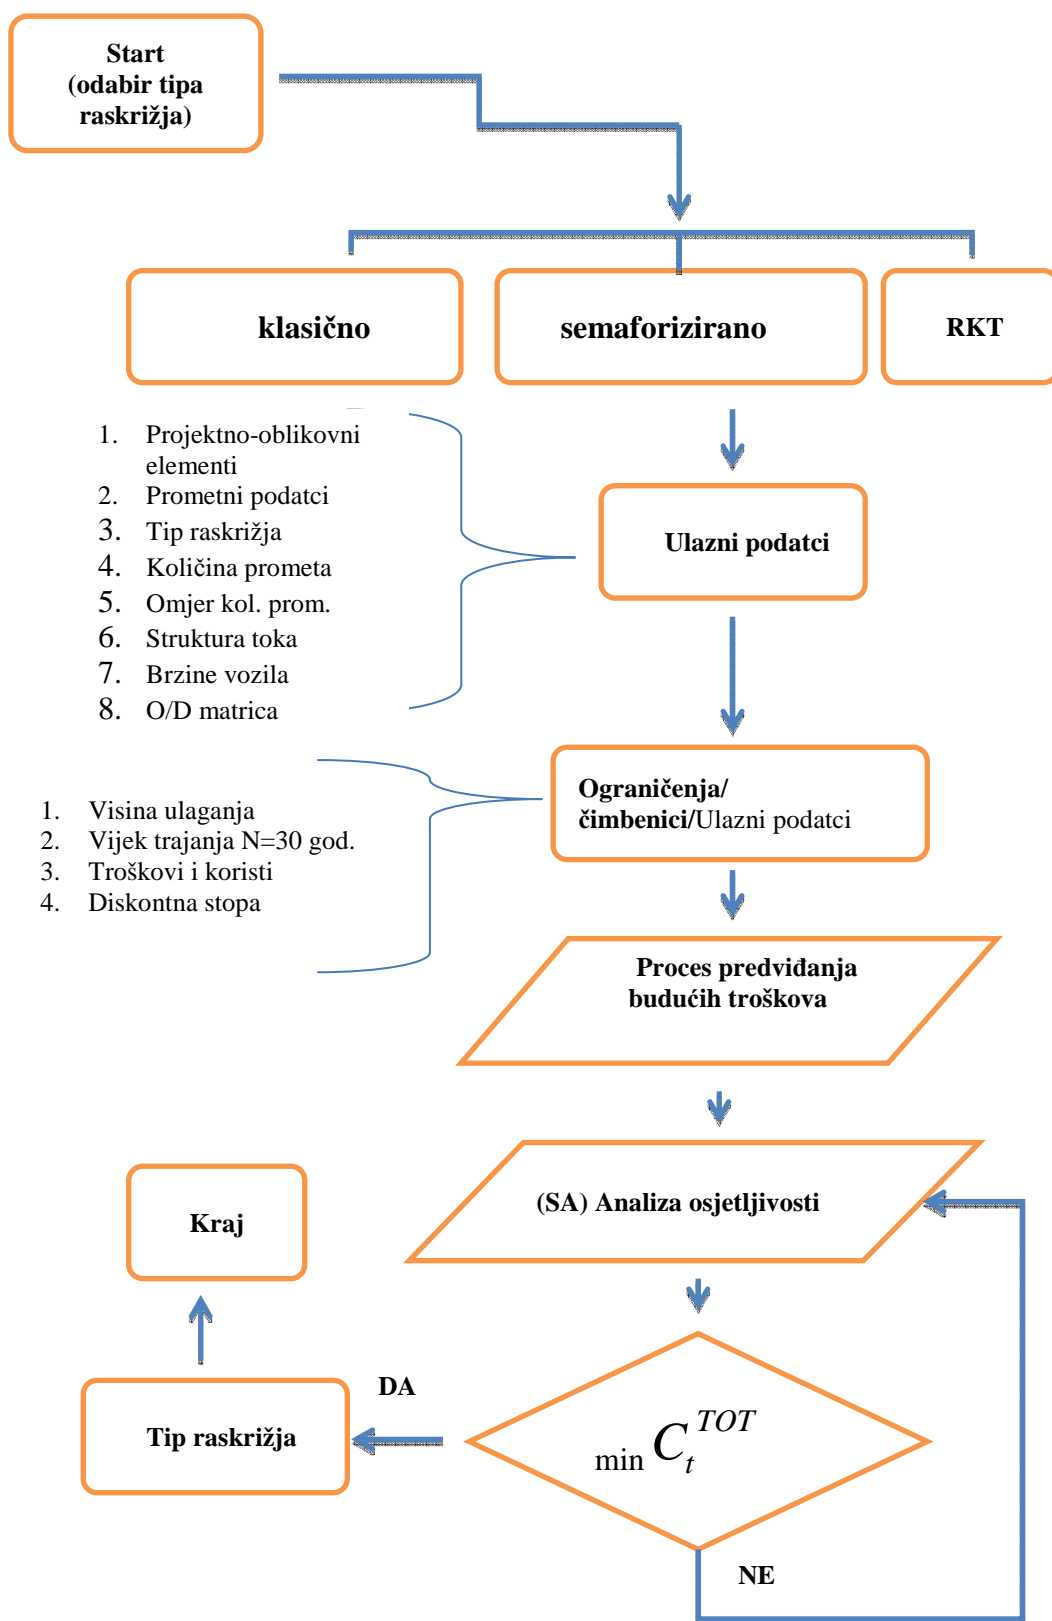 Start
(odabir tipa
raskrižja)
klasično
semaforizirano
RKT
1. Projektno-oblikovni
elementi
2. Prometni podatci
3. Tip raskrižja
4. Količina prometa
5. Omjer kol. prom.
6. Struktura toka
7. Brzine vozila
8. O/D matrica
Ulazni podatci
1. Visina ulaganja
2. Vijek trajanja N=30 god.
3. Troškovi i koristi
4. Diskontna stopa
Ograničenja/
čimbenici/Ulazni podatci
Proces predviđanja
budućih troškova
(SA) Analiza osjetljivosti
Kraj
DA
Tip raskrižja
min C_t^TOT
NE